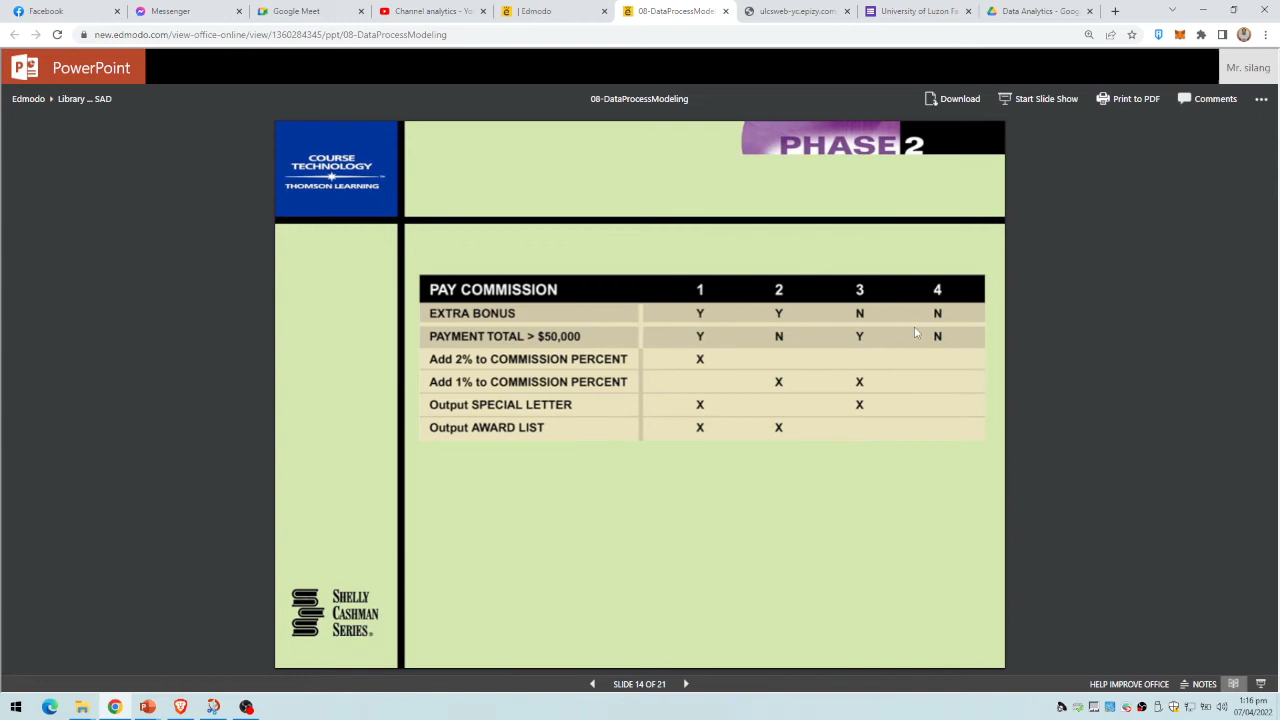 Facebook Messenger Google Meet Channel analytics - Y | Edmodo 08-DataProcessMode ulcsweb-yc.epizy.com University of Luzon Fa Data Analytics - Goog
new.edmodo.com/view-office-online/view/1360284345/ppt/08-DataProcessModeling
PowerPoint Mr. silang
Edmodo Library ... SAD 08-DataProcessModeling Download Start Slide Show Print to PDF Comments
PHASE 2
COURSE
TECHNOLOGY
THOMSON LEARNING
PAY COMMISSION 1 2 3 4
EXTRA BONUS Y Y N N
PAYMENT TOTAL > $50,000 Y N Y N
Add 2% to COMMISSION PERCENT X
Add 1% to COMMISSION PERCENT X X
Output SPECIAL LETTER X X
Output AWARD LIST X X
SHELLY
CASHMAN
SERIES®
SLIDE 14 OF 21 HELP IMPROVE OFFICE NOTES
1:16 pm
07/04/2022